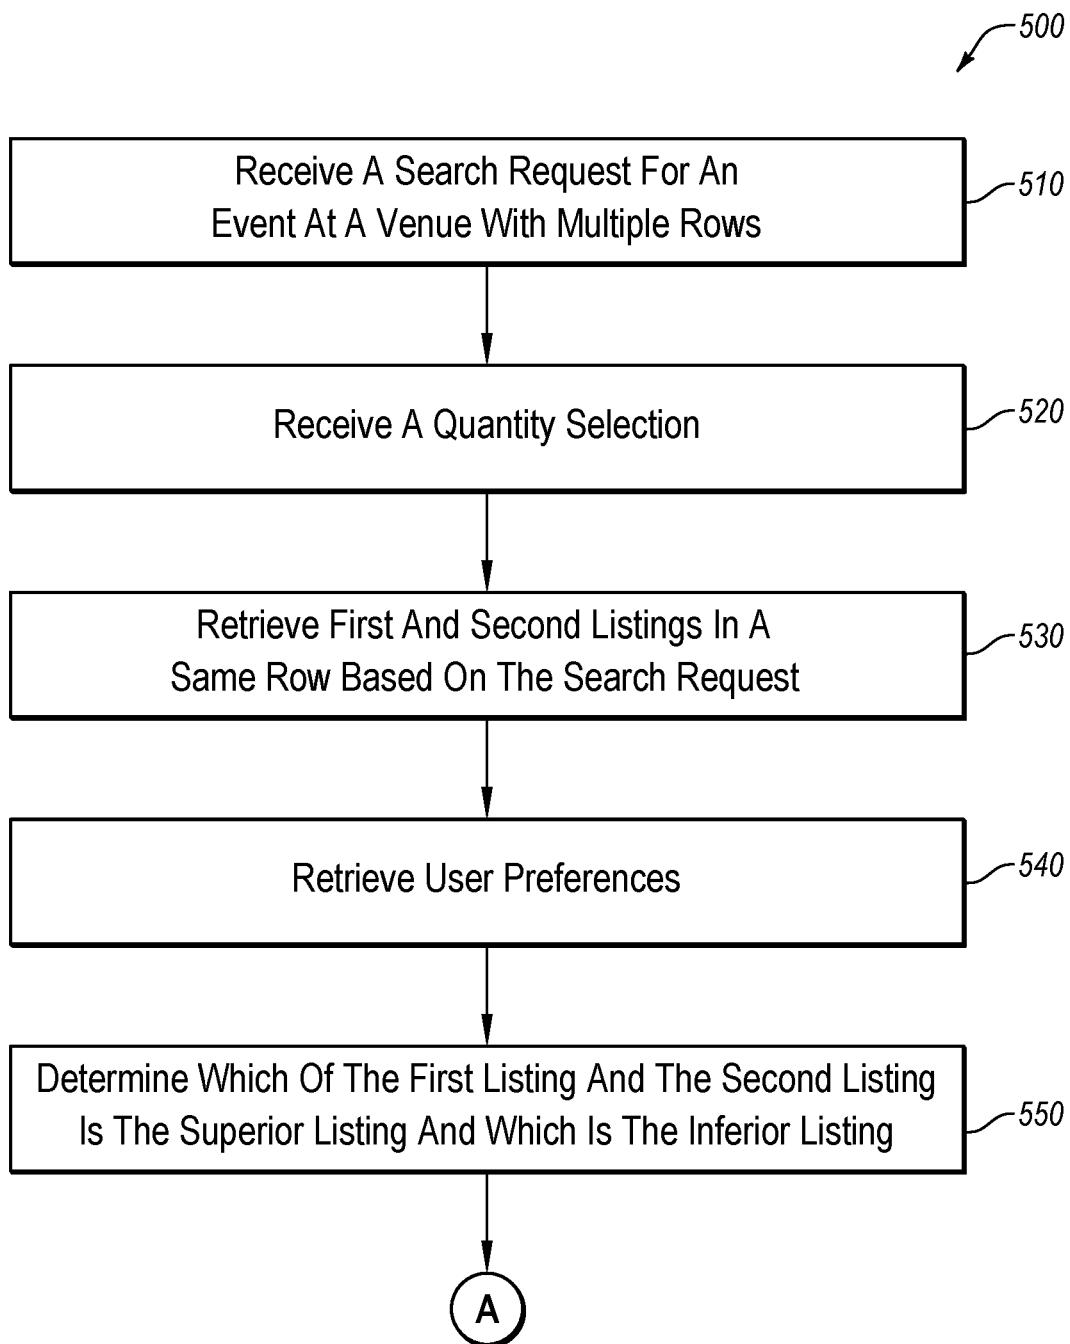 500
Receive A Search Request For An
Event At A Venue With Multiple Rows
510
Receive A Quantity Selection
520
Retrieve First And Second Listings In A
Same Row Based On The Search Request
530
Retrieve User Preferences
540
Determine Which Of The First Listing And The Second Listing
Is The Superior Listing And Which Is The Inferior Listing
550
A